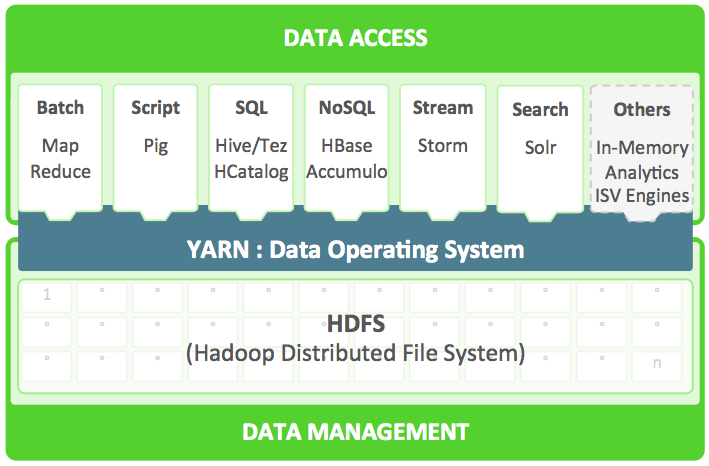 DATA ACCESS
Batch
Map
Reduce
Script
Pig
SQL
Hive/Tez
HCatalog
NoSQL
HBase
Accumulo
Stream
Storm
Search
Solr
Others
In-Memory
Analytics
ISV Engines
YARN : Data Operating System
1
HDFS
(Hadoop Distributed File System)
n
DATA MANAGEMENT